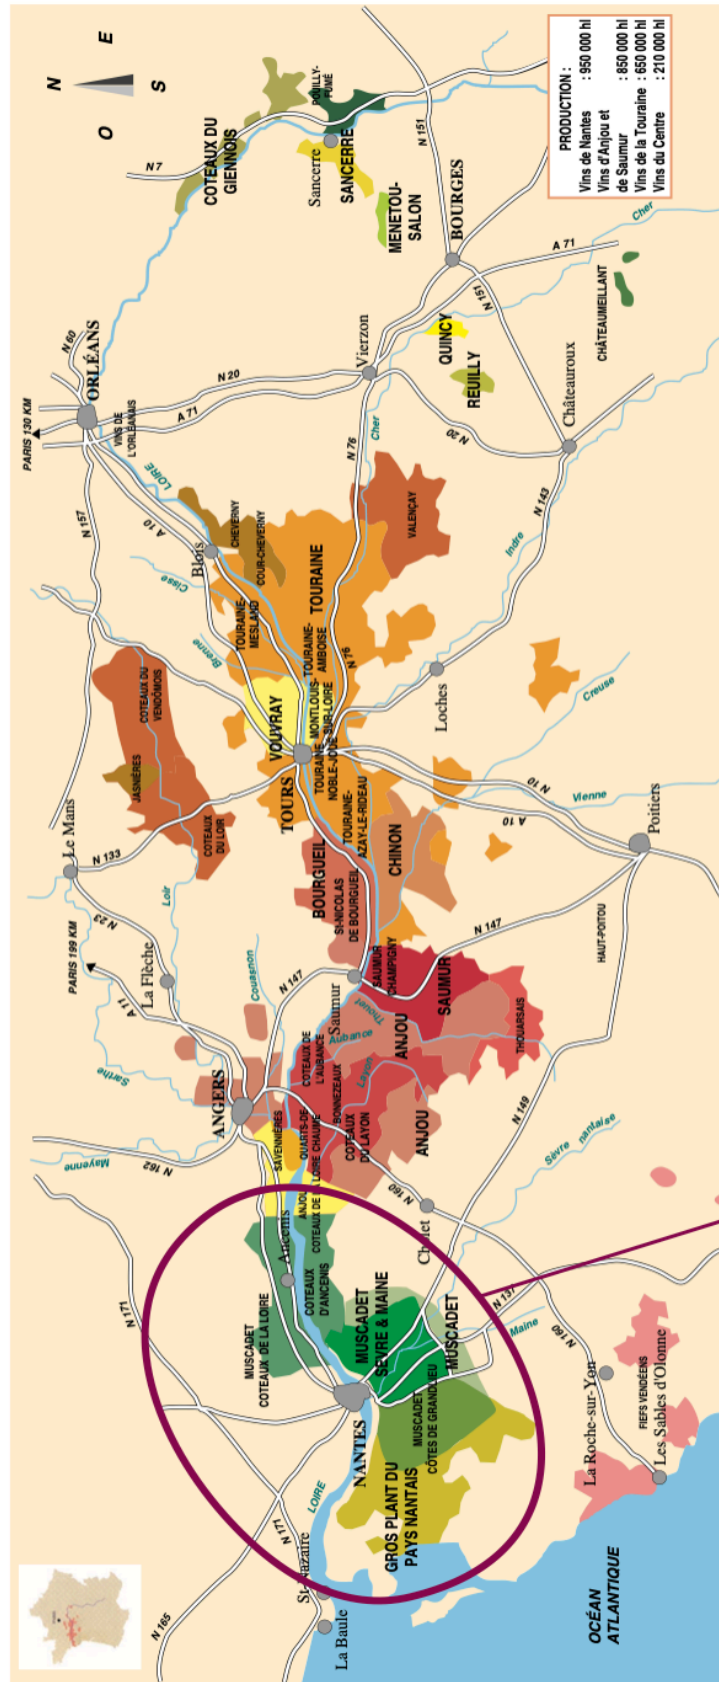 N
O
E
S
PARIS 130 KM
N 60
ORLÉANS
N 157
N 7
COTEAUX DU
GIENNOIS
POUILLY-
FUMÉ
Sancerre
SANCERRE
MENETOU-
SALON
N 151
BOURGES
VINS DE
L'ORLÉANAIS
LOIRE
A 10
N 20
A 71
Blois
Cisse
CHEVERNY
COUR-CHEVERNY
Vierzon
Cher
N 76
QUINCY
REUILLY
N 151
A 71
Cher
CHÂTEAUMEILLANT
N 20
Châteauroux
VALENÇAY
N 143
Indre
Le Mans
PARIS 199 KM
N 133
N 23
JASNIÈRES
COTEAUX DU
VENDÔMOIS
COTEAUX
DU LOIR
Loir
Brenne
TOURAINE-
MESLAND
TOURAINE
TOURAINE-
AMBOISE
N 76
VOUVRAY
MONTLOUIS-
SUR-LOIRE
TOURS
TOURAINE
NOBLE-JOUÉ
TOURAINE-
AZAY-LE-RIDEAU
Loches
Creuse
N 10
A 10
Vienne
Poitiers
BOURGUEIL
ST-NICOLAS
DE BOURGUEIL
CHINON
La Flèche
A 11
Sarthe
Couasnon
N 147
Saumur
SAUMUR
CHAMPIGNY
SAUMUR
N 147
HAUT-POITOU
Thouet
Aubance
ANJOU
THOUARSAIS
ANGERS
Mayenne
N 162
COTEAUX DE
L'AUBANCE
SAVENNIÈRES
QUARTS-DE
CHAUME
BONNEZEAUX
Layon
COTEAUX
DU LAYON
ANJOU
ANJOU
COTEAUX DE LA LOIRE
N 149
Sèvre nantaise
N 160
Cholet
N 171
MUSCADET
COTEAUX DE LA LOIRE
Ancenis
COTEAUX
D'ANCENIS
MUSCADET
SÈVRE & MAINE
MUSCADET
N 137
Maine
NANTES
MUSCADET
CÔTES DE GRANDLIEU
GROS PLANT DU
PAYS NANTAIS
LOIRE
N 171
N 165
St-Nazaire
La Baule
N 160
La Roche-sur-Yon
FIEFS VENDÉENS
Les Sables d'Olonne
OCÉAN
ATLANTIQUE
PRODUCTION :
Vins de Nantes : 950 000 hl
Vins d'Anjou et
de Saumur : 850 000 hl
Vins de la Touraine : 650 000 hl
Vins du Centre : 210 000 hl